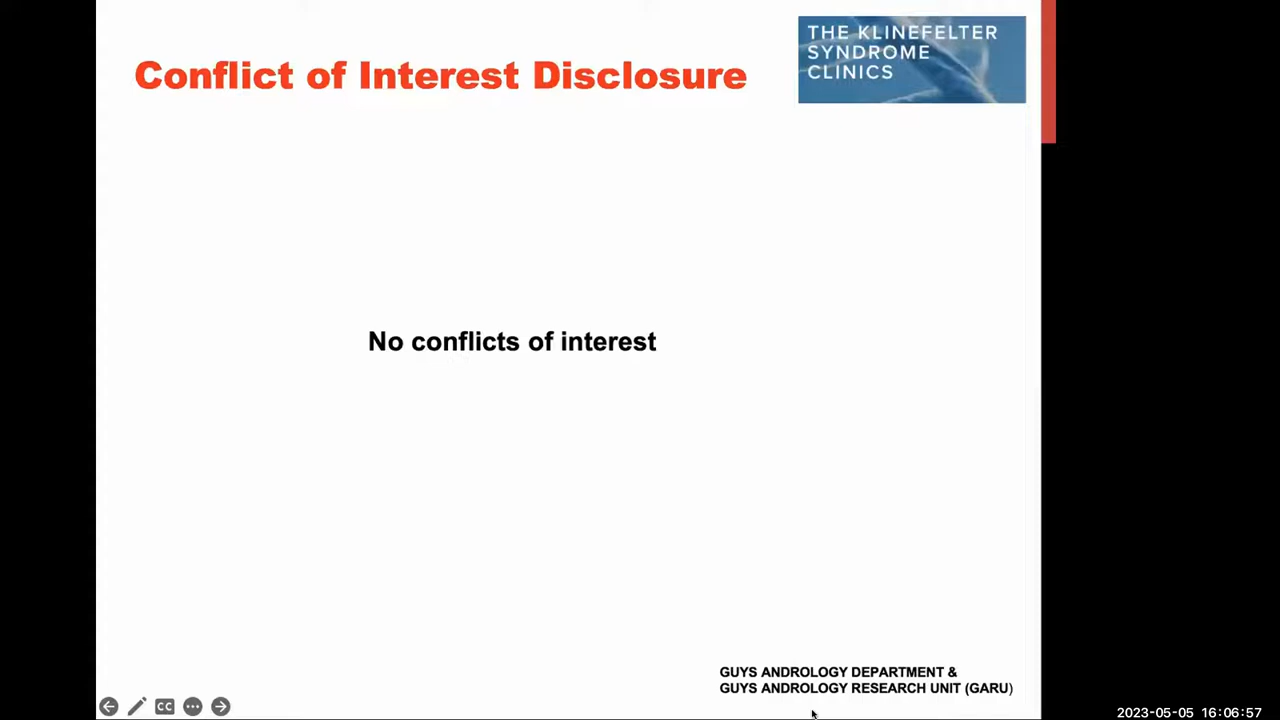 Conflict of Interest Disclosure
THE KLINEFELTER
SYNDROME
CLINICS
No conflicts of interest
GUYS ANDROLOGY DEPARTMENT &
GUYS ANDROLOGY RESEARCH UNIT (GARU)
CC
2023-05-05 16:06:57